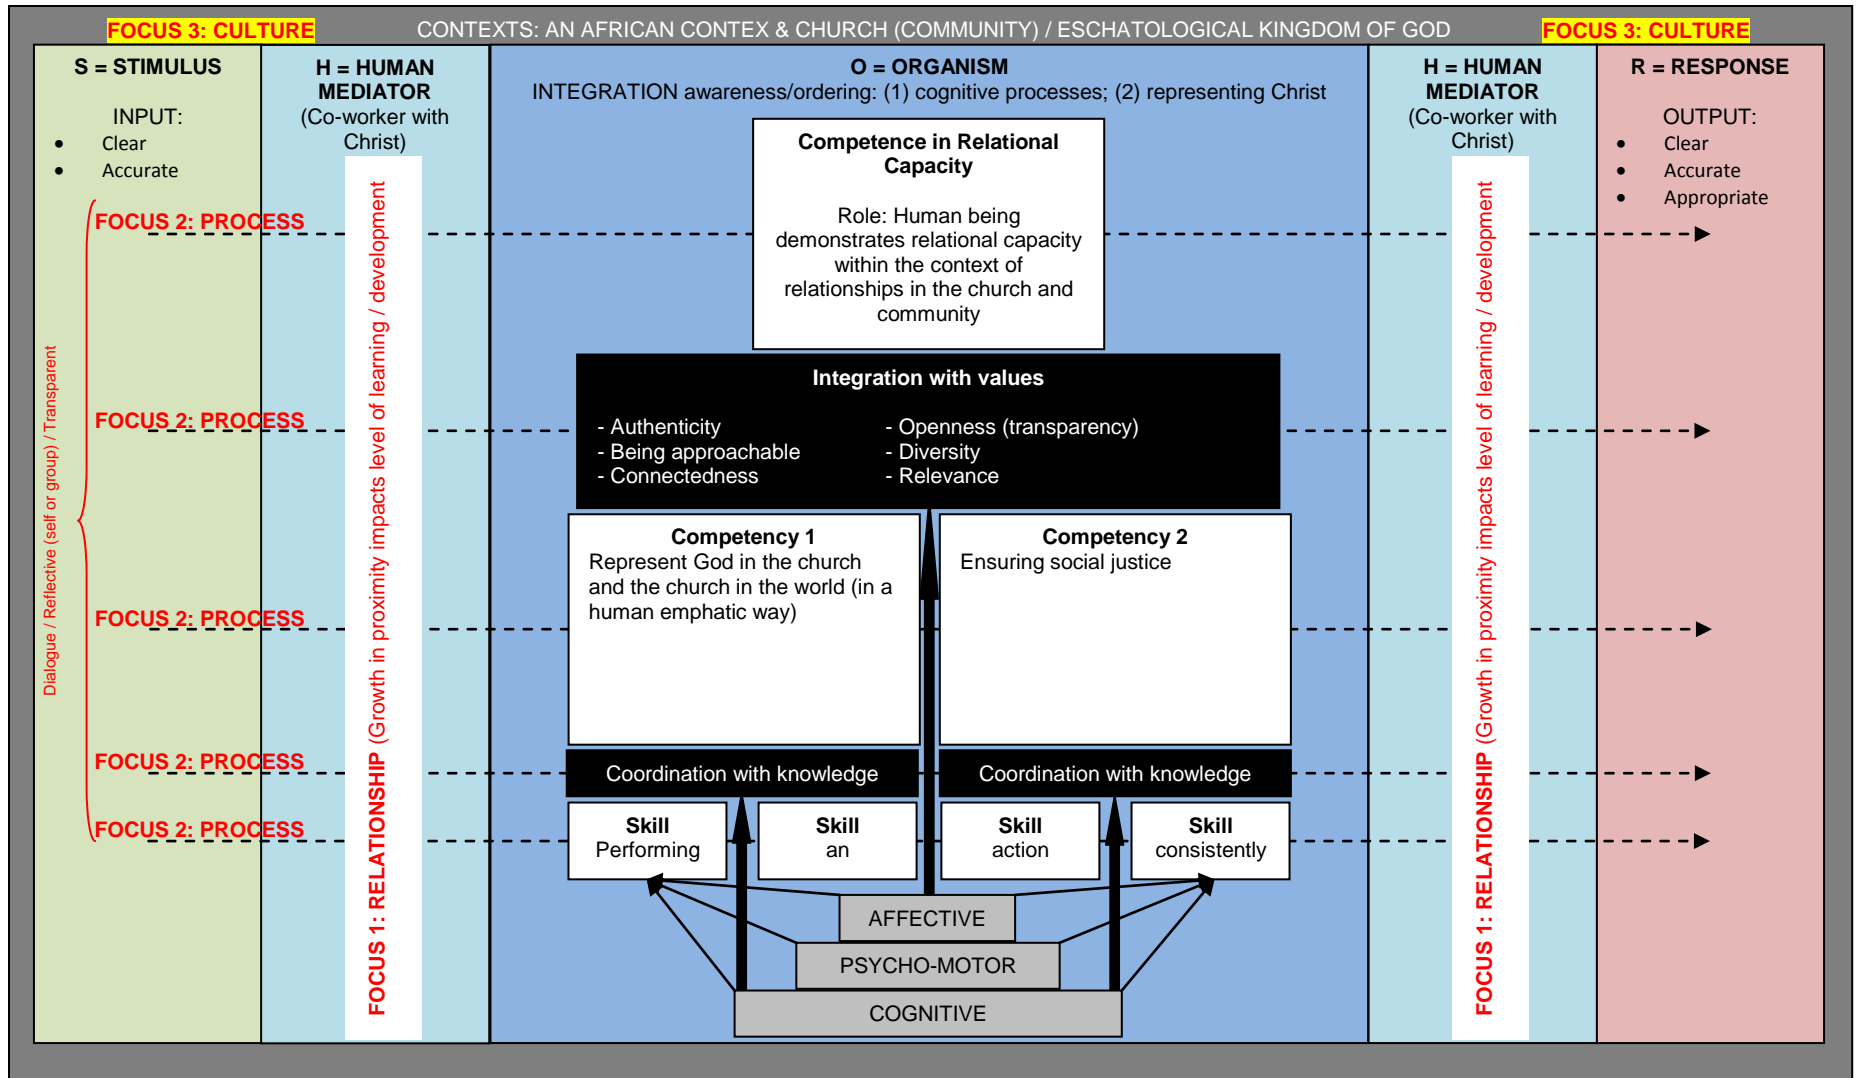 FOCUS 3: CULTURE
CONTEXTS: AN AFRICAN CONTEX & CHURCH (COMMUNITY) / ESCHATOLOGICAL KINGDOM OF GOD
FOCUS 3: CULTURE
S = STIMULUS
INPUT:
• Clear
• Accurate
Dialogue / Reflective (self or group) / Transparent
FOCUS 2: PROCESS
FOCUS 2: PROCESS
FOCUS 2: PROCESS
FOCUS 2: PROCESS
FOCUS 2: PROCESS
H = HUMAN
MEDIATOR
(Co-worker with
Christ)
FOCUS 1: RELATIONSHIP (Growth in proximity impacts level of learning / development
O = ORGANISM
INTEGRATION awareness/ordering: (1) cognitive processes; (2) representing Christ
Competence in Relational
Capacity
Role: Human being
demonstrates relational capacity
within the context of
relationships in the church and
community
Integration with values
- Authenticity
- Being approachable
- Connectedness
- Openness (transparency)
- Diversity
- Relevance
Competency 1
Represent God in the church
and the church in the world (in a
human emphatic way)
Competency 2
Ensuring social justice
Coordination with knowledge
Coordination with knowledge
Skill
Performing
Skill
an
Skill
action
Skill
consistently
AFFECTIVE
PSYCHO-MOTOR
COGNITIVE
H = HUMAN
MEDIATOR
(Co-worker with
Christ)
FOCUS 1: RELATIONSHIP (Growth in proximity impacts level of learning / development
R = RESPONSE
OUTPUT:
• Clear
• Accurate
• Appropriate